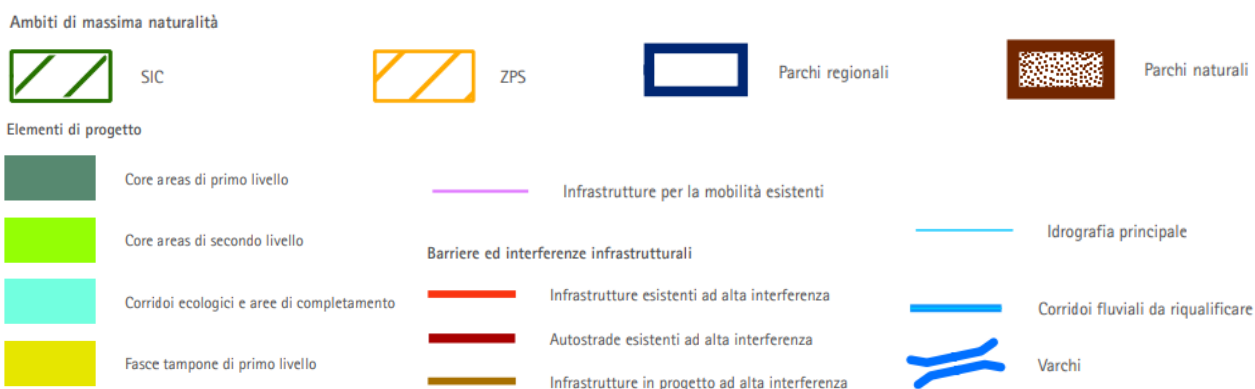 Ambiti di massima naturalità
SIC
ZPS
Parchi regionali
Parchi naturali
Elementi di progetto
Core areas di primo livello
Core areas di secondo livello
Corridoi ecologici e aree di completamento
Fasce tampone di primo livello
Infrastrutture per la mobilità esistenti
Barriere ed interferenze infrastrutturali
Infrastrutture esistenti ad alta interferenza
Autostrade esistenti ad alta interferenza
Infrastrutture in progetto ad alta interferenza
Idrografia principale
Corridoi fluviali da riqualificare
Varchi